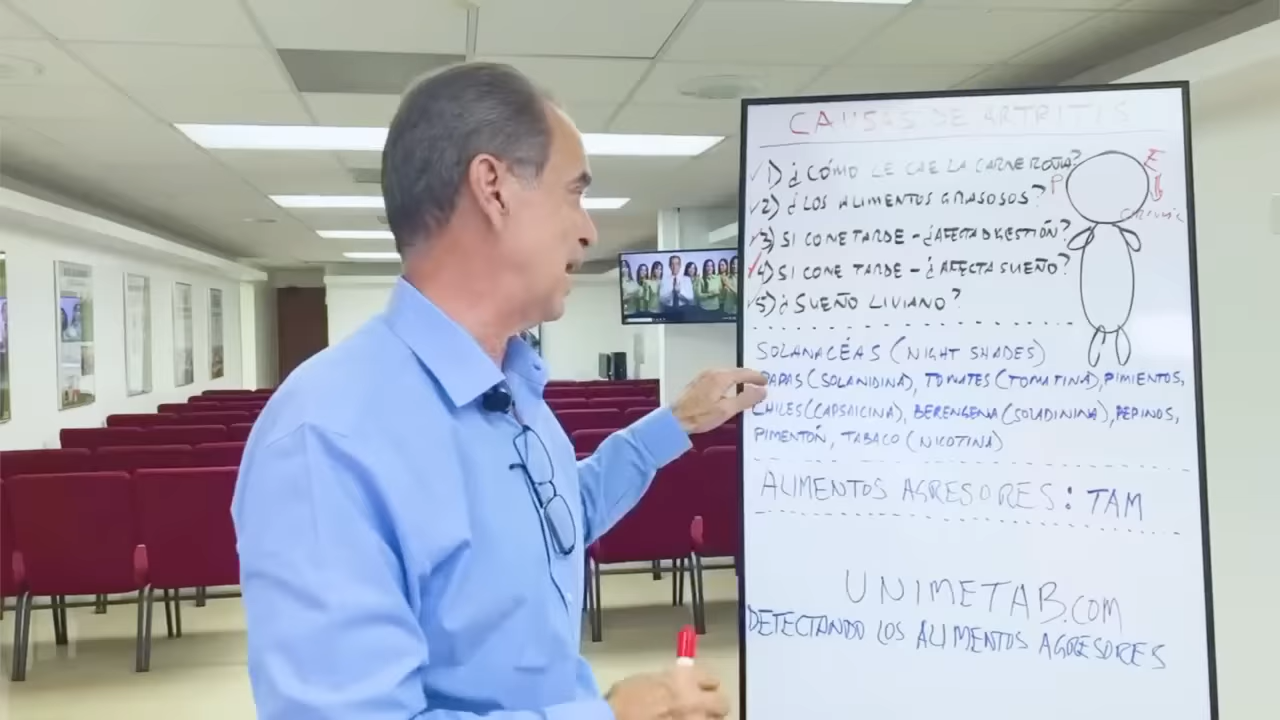 CAUSAS DE ARTRITIS
1) ¿CÓMO LE CAE LA CARNE ROJA?
2) ¿LOS ALIMENTOS GRASOSOS?
3) SI COME TARDE - ¿AFECTA DIGESTIÓN?
4) SI COME TARDE - ¿AFECTA SUEÑO?
5) ¿SUEÑO LIVIANO?
P
E
SOLANACÉAS (NIGHT SHADES)
PAPAS (SOLANIDINA), TOMATES (TOMATINA), PIMIENTOS,
CHILES (CAPSAICINA), BERENGENA (SOLADININA), PEPINOS,
PIMENTÓN, TABACO (NICOTINA)
ALIMENTOS AGRESORES: TAM
UNIMETAB.COM
DETECTANDO LOS ALIMENTOS AGRESORES